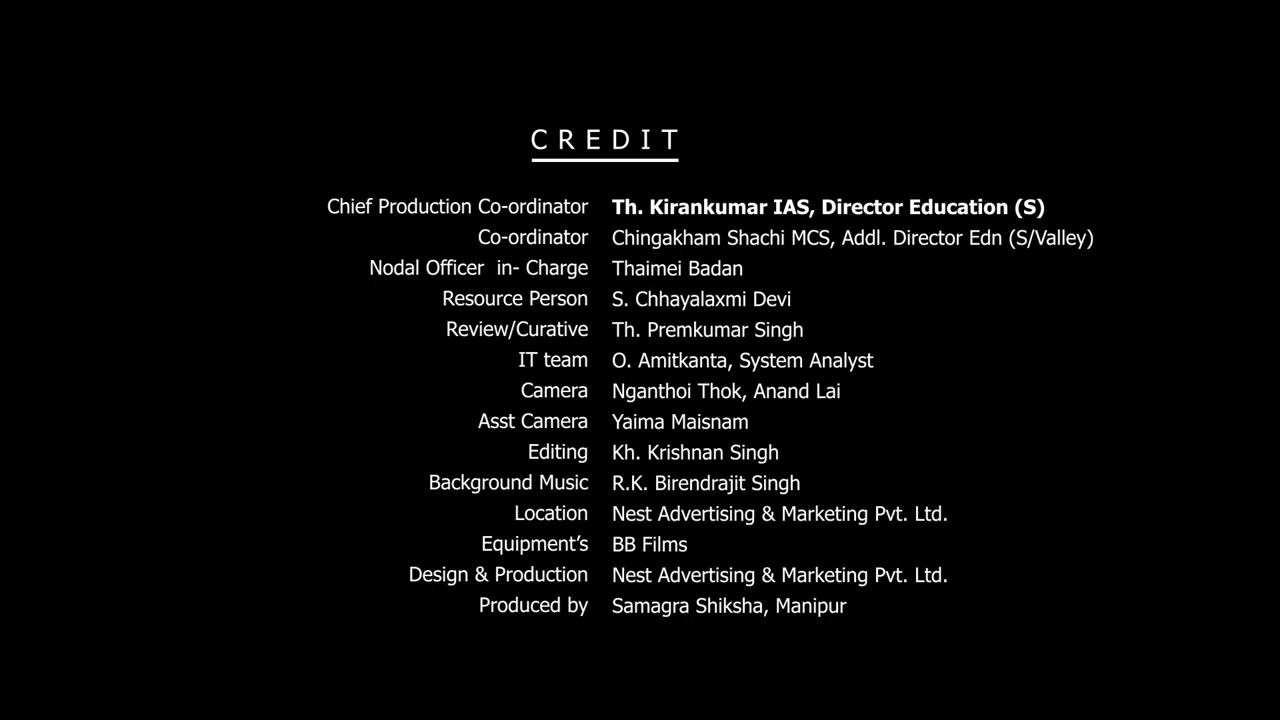 CREDIT
Chief Production Co-ordinator Th. Kirankumar IAS, Director Education (S)
Co-ordinator Chingakham Shachi MCS, Addl. Director Edn (S/Valley)
Nodal Officer in- Charge Thaimei Badan
Resource Person S. Chhayalaxmi Devi
Review/Curative Th. Premkumar Singh
IT team O. Amitkanta, System Analyst
Camera Nganthoi Thok, Anand Lai
Asst Camera Yaima Maisnam
Editing Kh. Krishnan Singh
Background Music R.K. Birendrajit Singh
Location Nest Advertising & Marketing Pvt. Ltd.
Equipment’s BB Films
Design & Production Nest Advertising & Marketing Pvt. Ltd.
Produced by Samagra Shiksha, Manipur